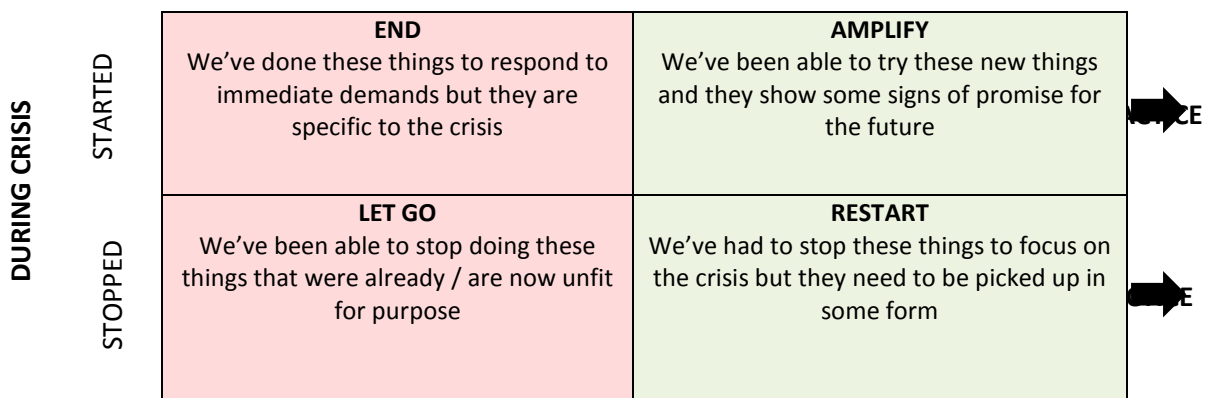 DURING CRISIS
STARTED
END
We’ve done these things to respond to
immediate demands but they are
specific to the crisis
AMPLIFY
We’ve been able to try these new things
and they show some signs of promise for
the future
STOPPED
LET GO
We’ve been able to stop doing these
things that were already / are now unfit
for purpose
RESTART
We’ve had to stop these things to focus on
the crisis but they need to be picked up in
some form